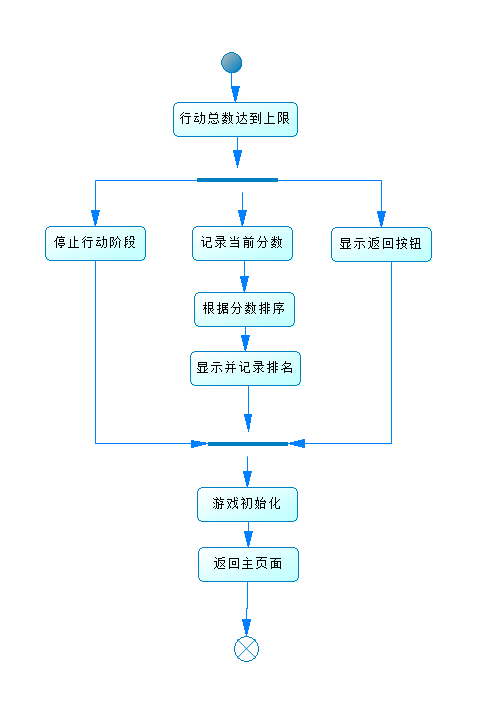 行动总数达到上限
停止行动阶段
记录当前分数
显示返回按钮
根据分数排序
显示并记录排名
游戏初始化
返回主页面